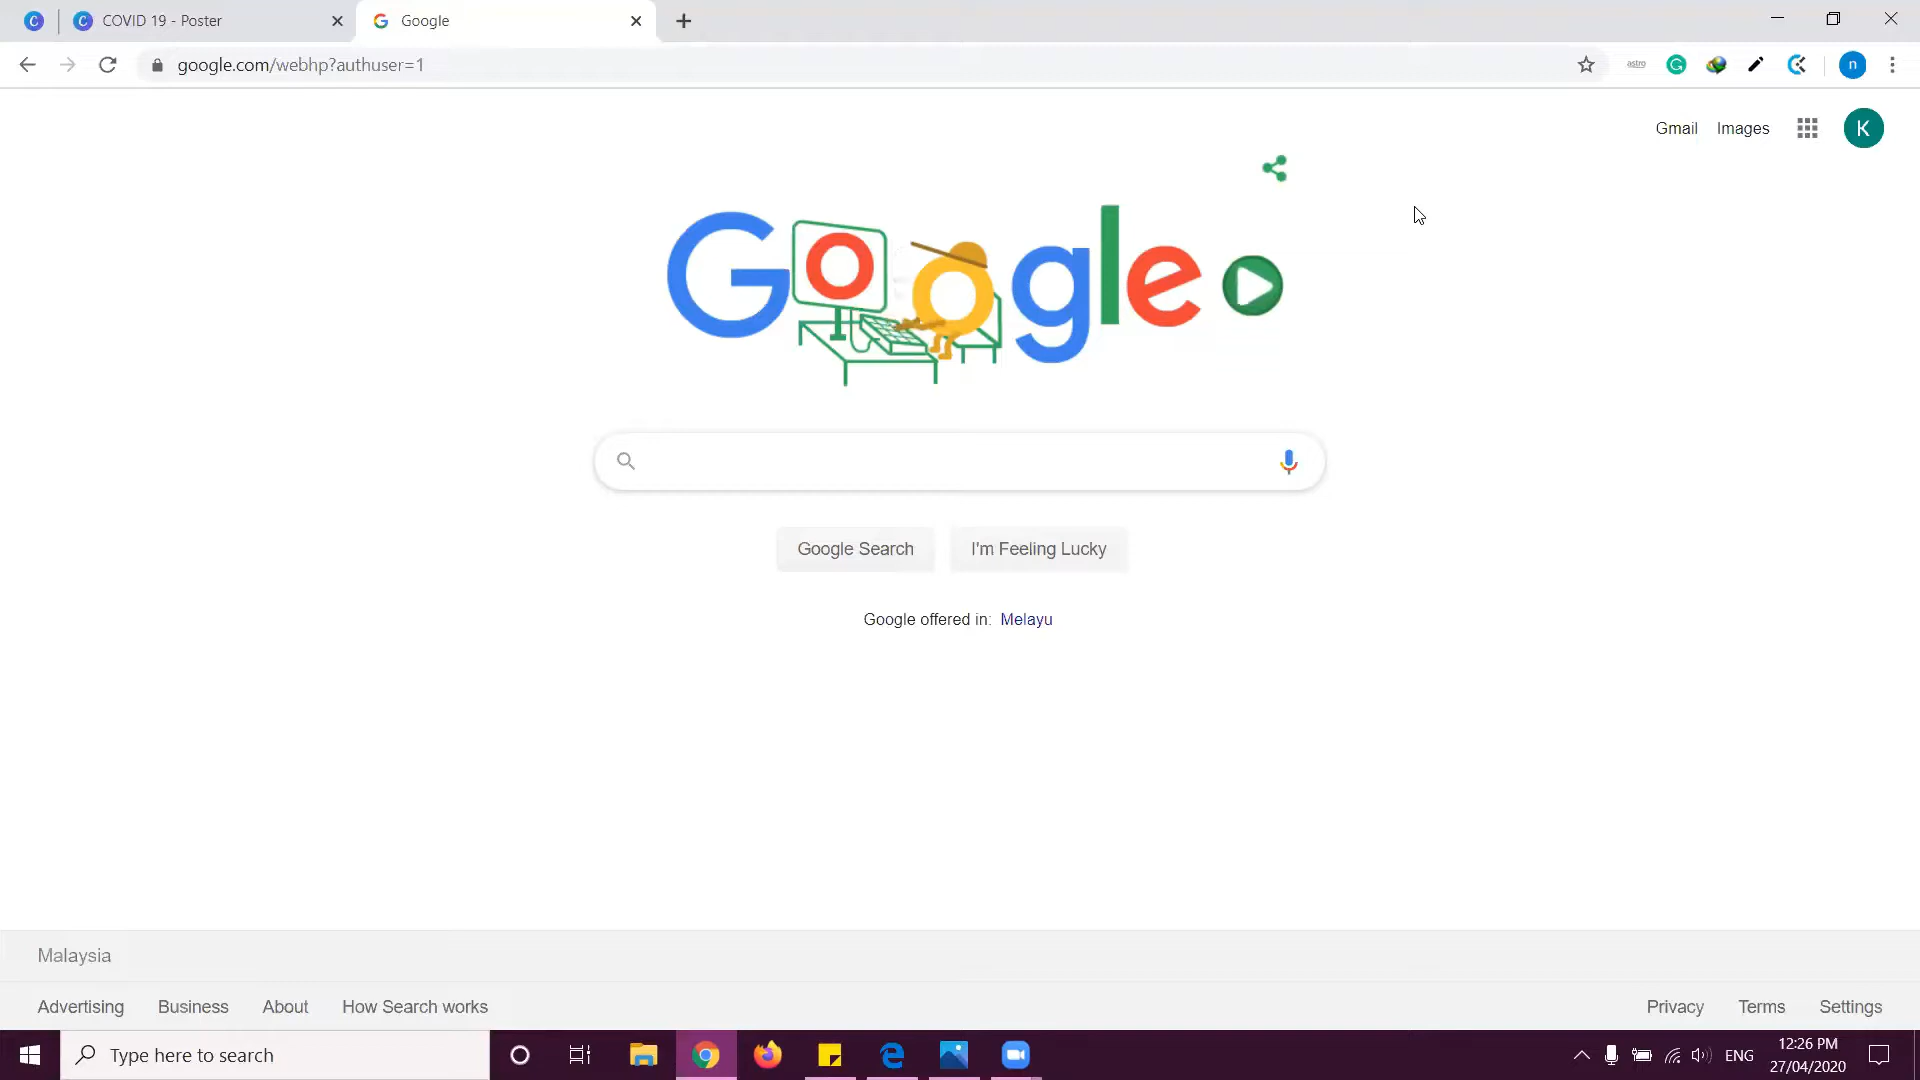 COVID 19 - Poster
Google
google.com/webhp?authuser=1
astro
n
Gmail Images
K
Google
Google Search I'm Feeling Lucky
Google offered in: Melayu
Malaysia
Advertising Business About How Search works
Privacy Terms Settings
Type here to search
ENG
12:26 PM
27/04/2020